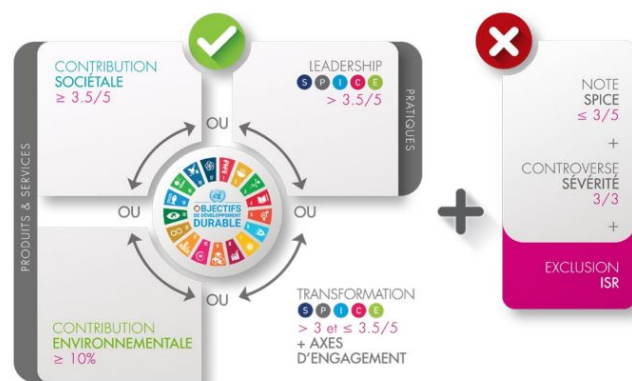 CONTRIBUTION
SOCIÉTALE
≥ 3.5/5
LEADERSHIP
S P I C E
> 3.5/5
PRATIQUES
PRODUITS & SERVICES
OU
OU
OU
OU
OBJECTIFS
DE DÉVELOPPEMENT
DURABLE
CONTRIBUTION
ENVIRONNEMENTALE
≥ 10%
TRANSFORMATION
S P I C E
> 3 et ≤ 3.5/5
+ AXES
D'ENGAGEMENT
+
NOTE
SPICE
≤ 3/5
+
CONTROVERSE
SÉVÉRITÉ
3/3
+
EXCLUSION
ISR